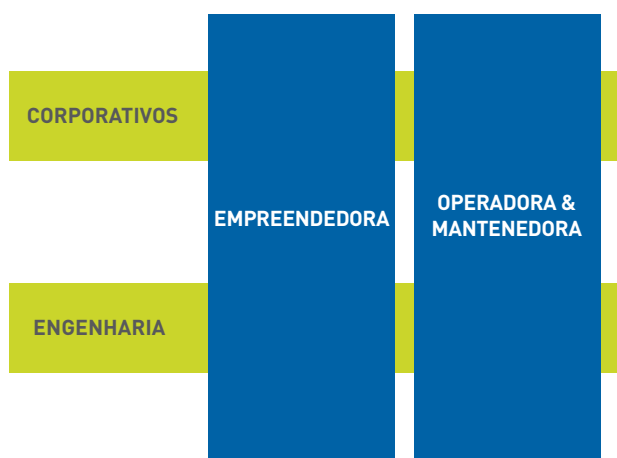 CORPORATIVOS
EMPREENDEDORA
OPERADORA &
MANTENEDORA
ENGENHARIA